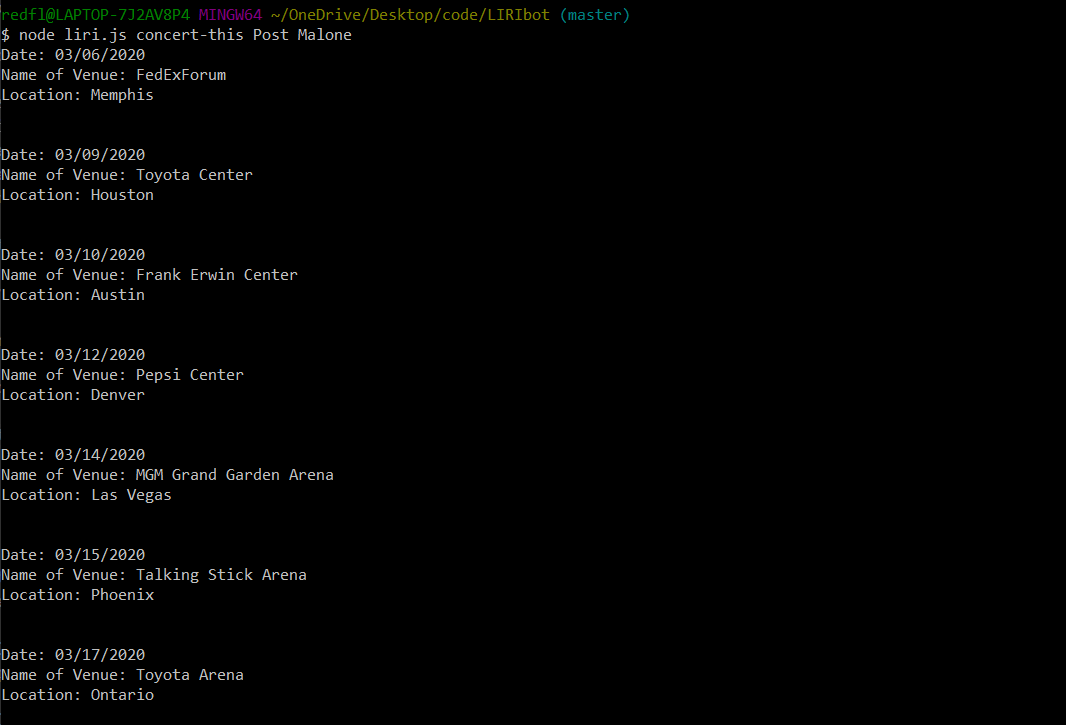 redfl@LAPTOP-7J2AV8P4 MINGW64 ~/OneDrive/Desktop/code/LIRIbot (master)
$ node liri.js concert-this Post Malone
Date: 03/06/2020
Name of Venue: FedExForum
Location: Memphis
Date: 03/09/2020
Name of Venue: Toyota Center
Location: Houston
Date: 03/10/2020
Name of Venue: Frank Erwin Center
Location: Austin
Date: 03/12/2020
Name of Venue: Pepsi Center
Location: Denver
Date: 03/14/2020
Name of Venue: MGM Grand Garden Arena
Location: Las Vegas
Date: 03/15/2020
Name of Venue: Talking Stick Arena
Location: Phoenix
Date: 03/17/2020
Name of Venue: Toyota Arena
Location: Ontario